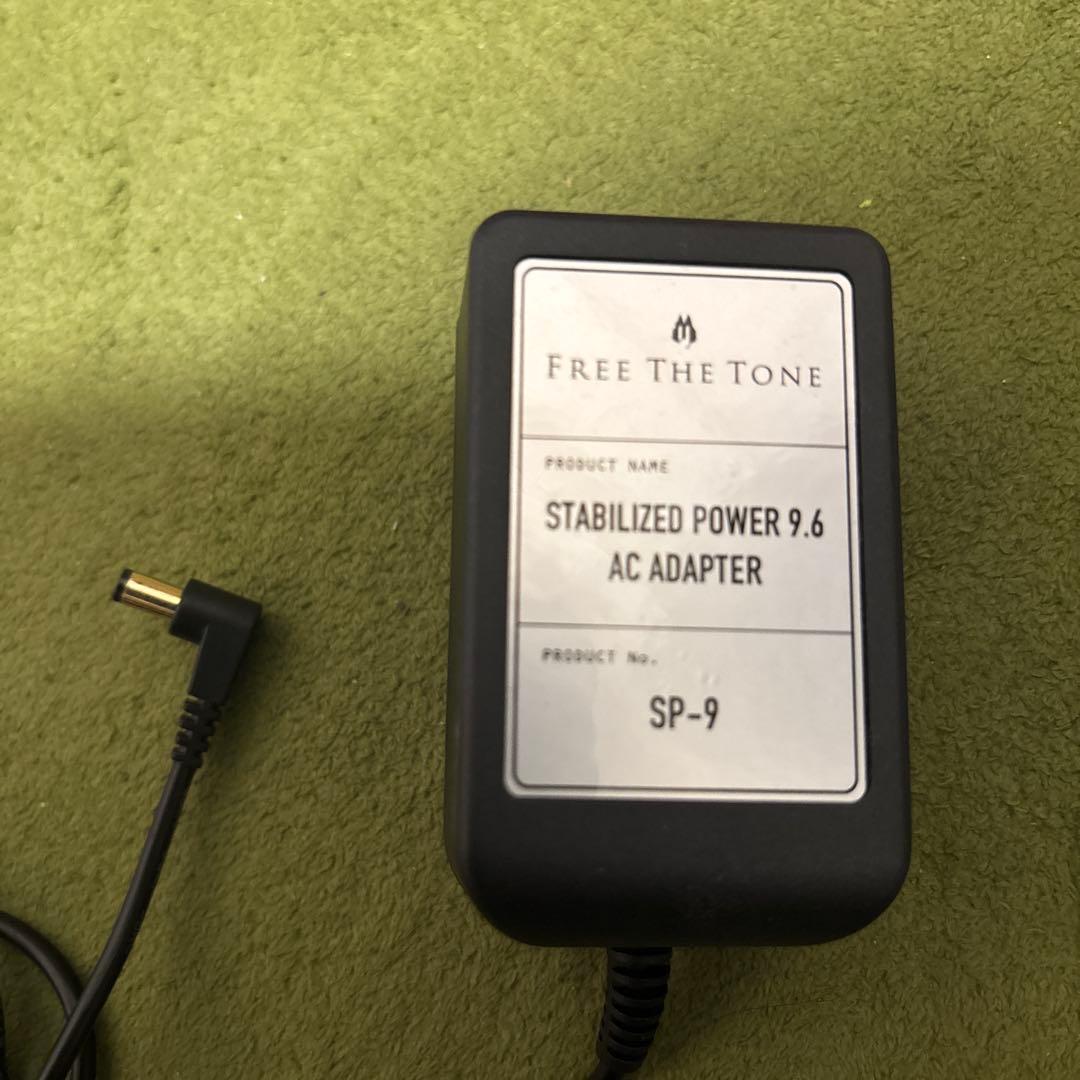 FREE THE TONE
PRODUCT NAME
STABILIZED POWER 9.6
AC ADAPTER
PRODUCT No.
SP-9